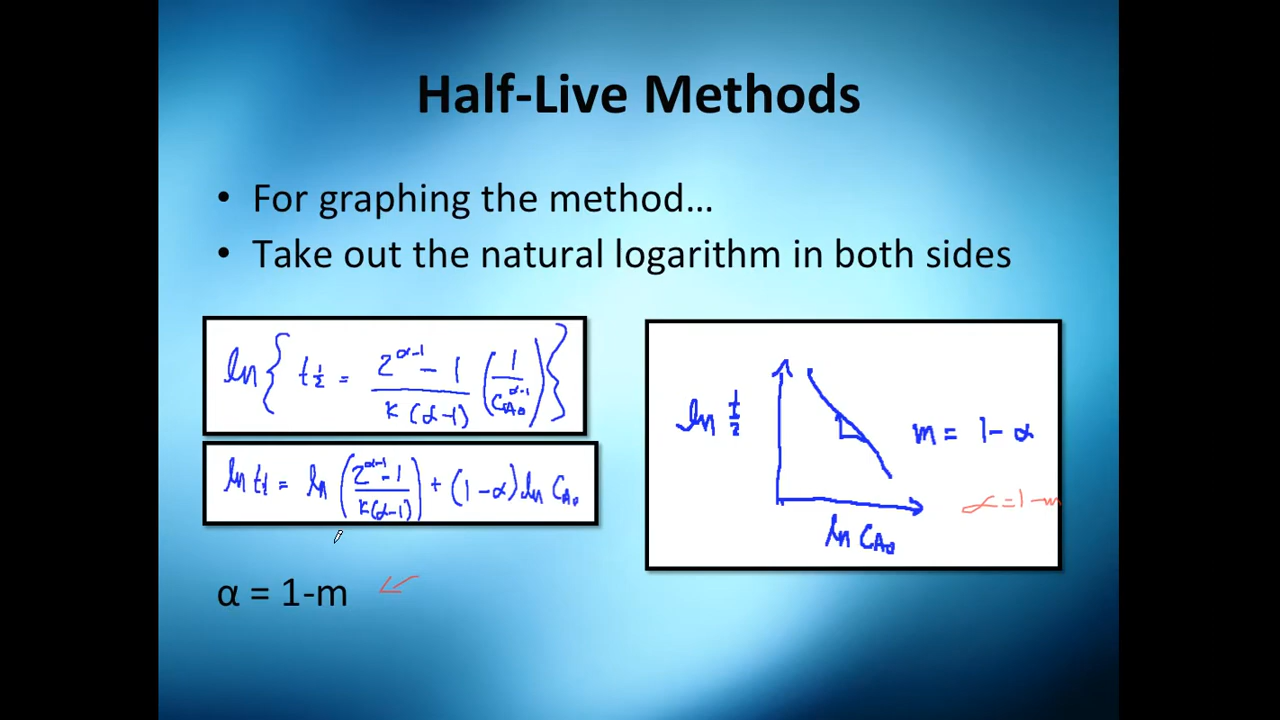 Half-Live Methods
• For graphing the method...
• Take out the natural logarithm in both sides
ln { t½ = (2^(α-1) - 1) / (k(α-1)) (1 / C_A0^(α-1)) }
ln t½ = ln ((2^(α-1) - 1) / (k(α-1))) + (1-α) ln C_A0
α = 1-m
ln t½
m = 1-α
α = 1-m
ln C_A0